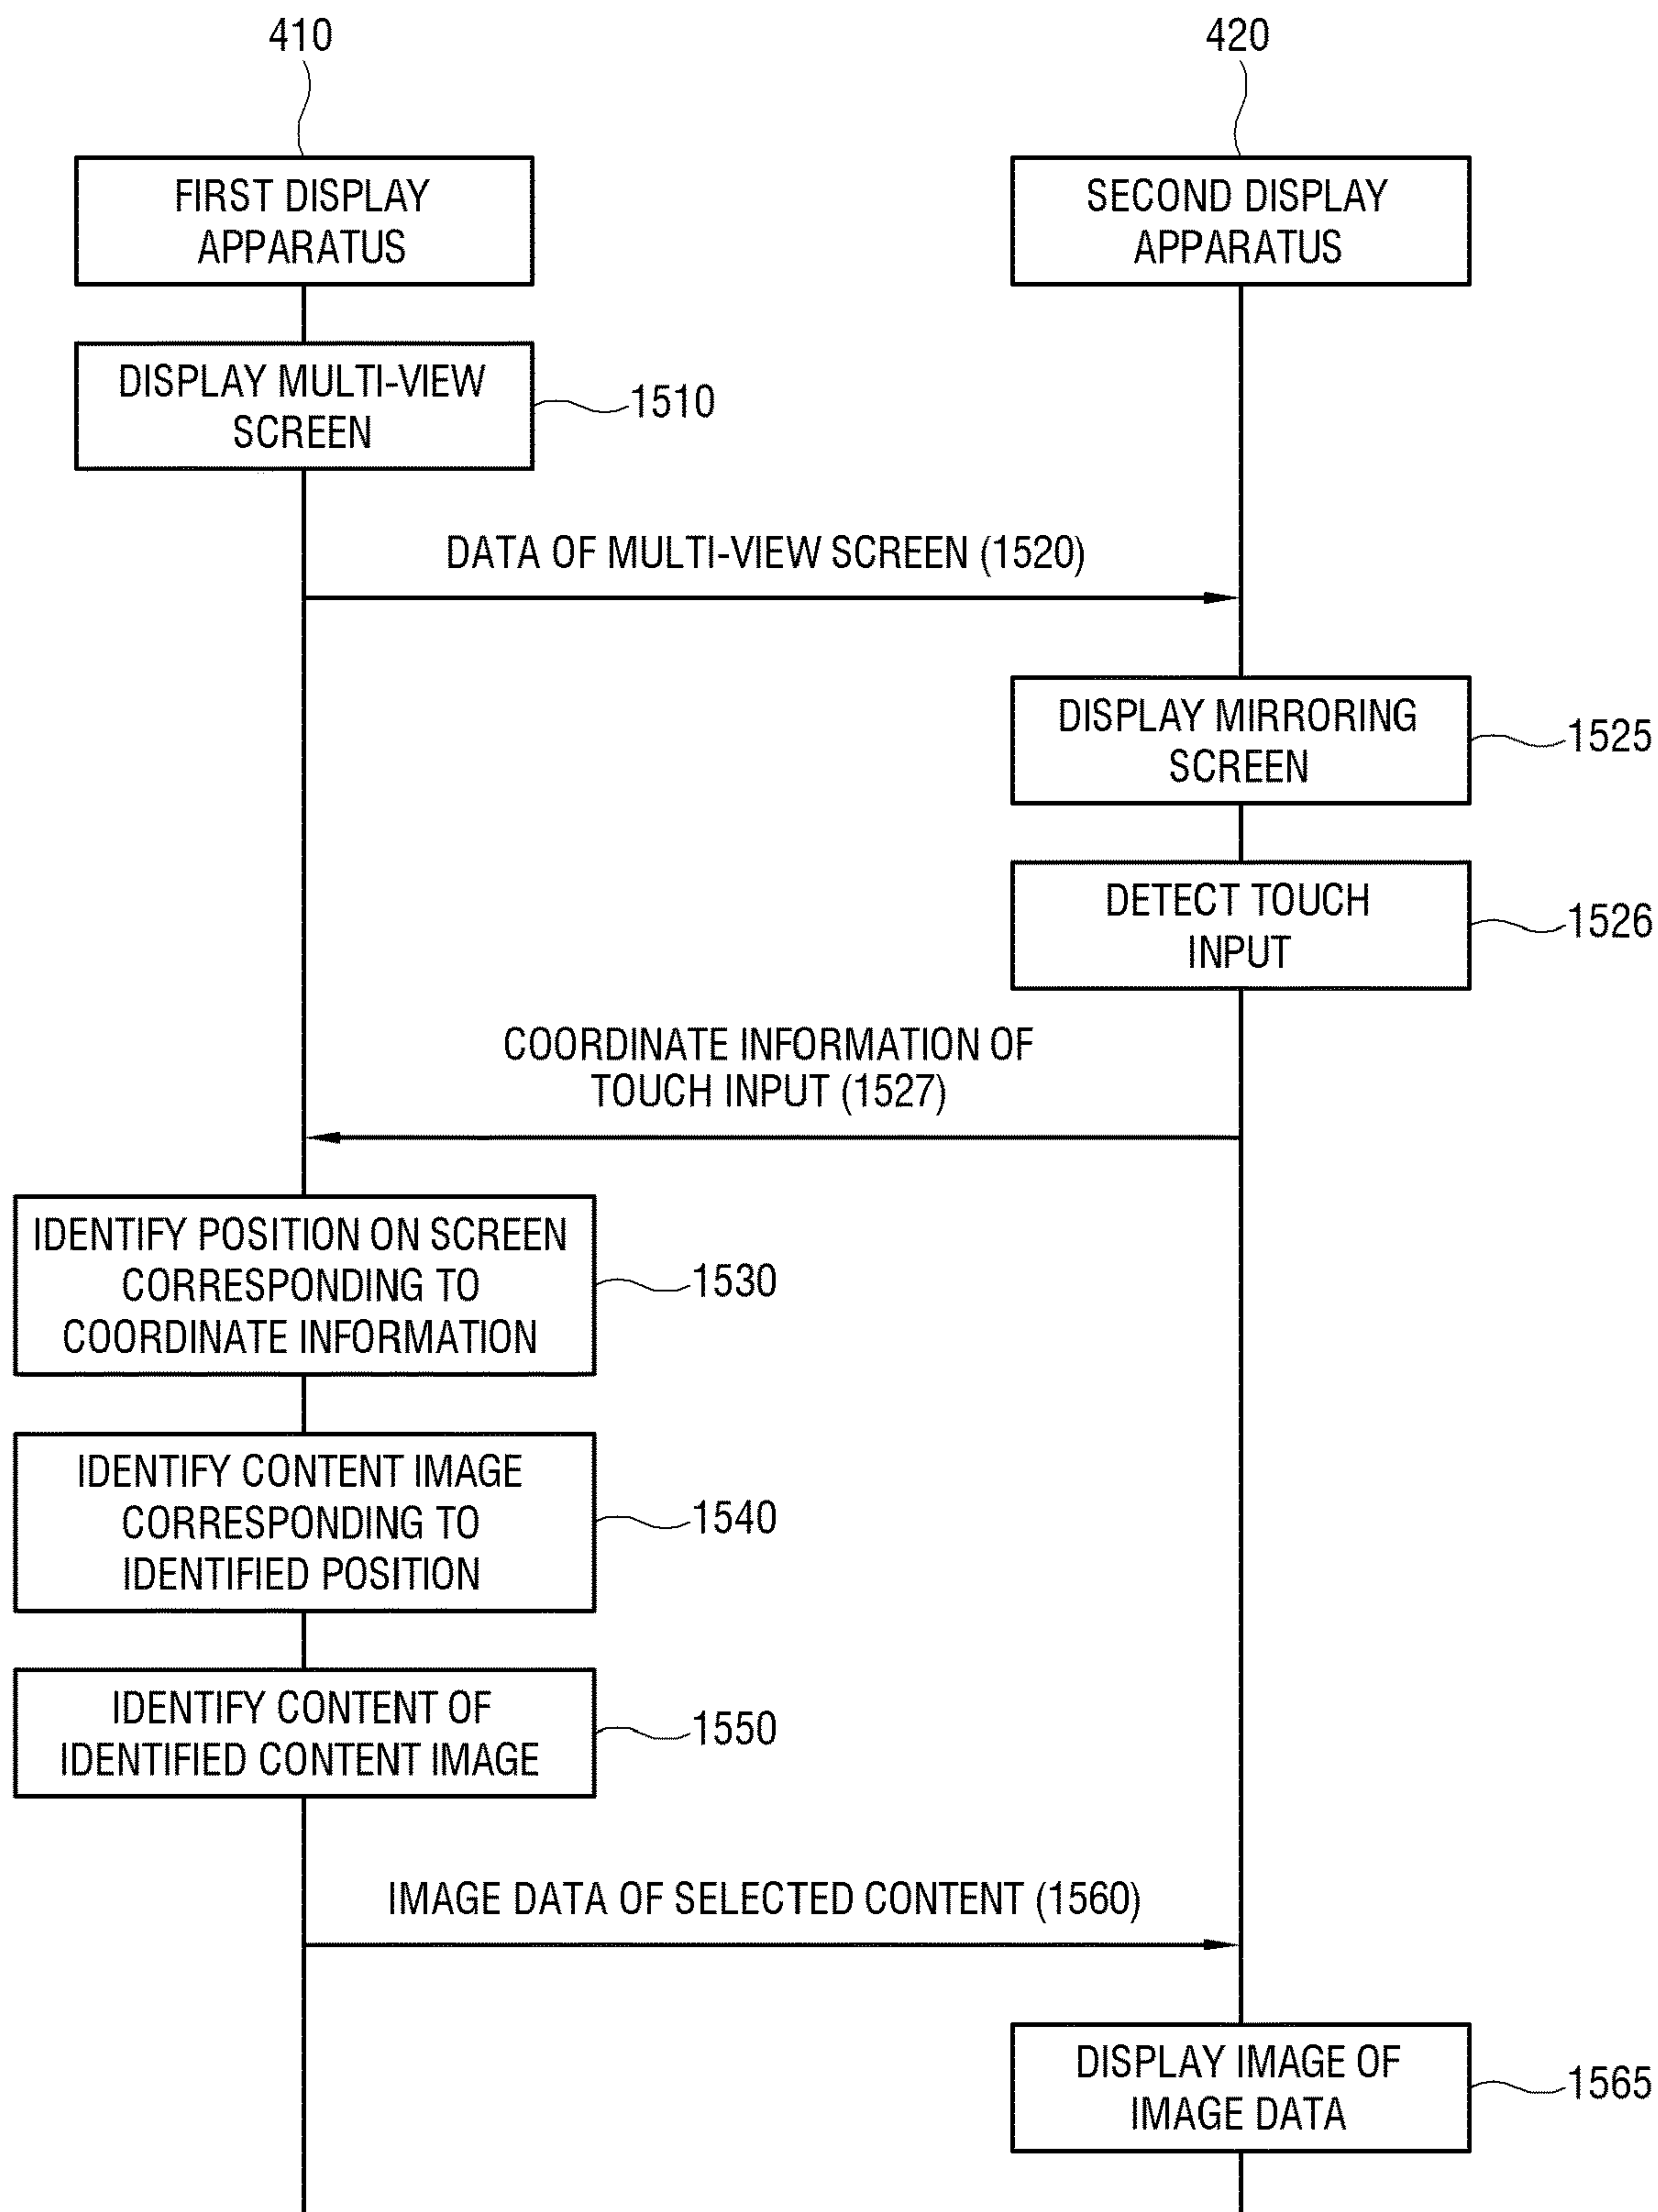 410
420
FIRST DISPLAY
APPARATUS
SECOND DISPLAY
APPARATUS
DISPLAY MULTI-VIEW
SCREEN
1510
DATA OF MULTI-VIEW SCREEN (1520)
DISPLAY MIRRORING
SCREEN
1525
DETECT TOUCH
INPUT
1526
COORDINATE INFORMATION OF
TOUCH INPUT (1527)
IDENTIFY POSITION ON SCREEN
CORRESPONDING TO
COORDINATE INFORMATION
1530
IDENTIFY CONTENT IMAGE
CORRESPONDING TO
IDENTIFIED POSITION
1540
IDENTIFY CONTENT OF
IDENTIFIED CONTENT IMAGE
1550
IMAGE DATA OF SELECTED CONTENT (1560)
DISPLAY IMAGE OF
IMAGE DATA
1565